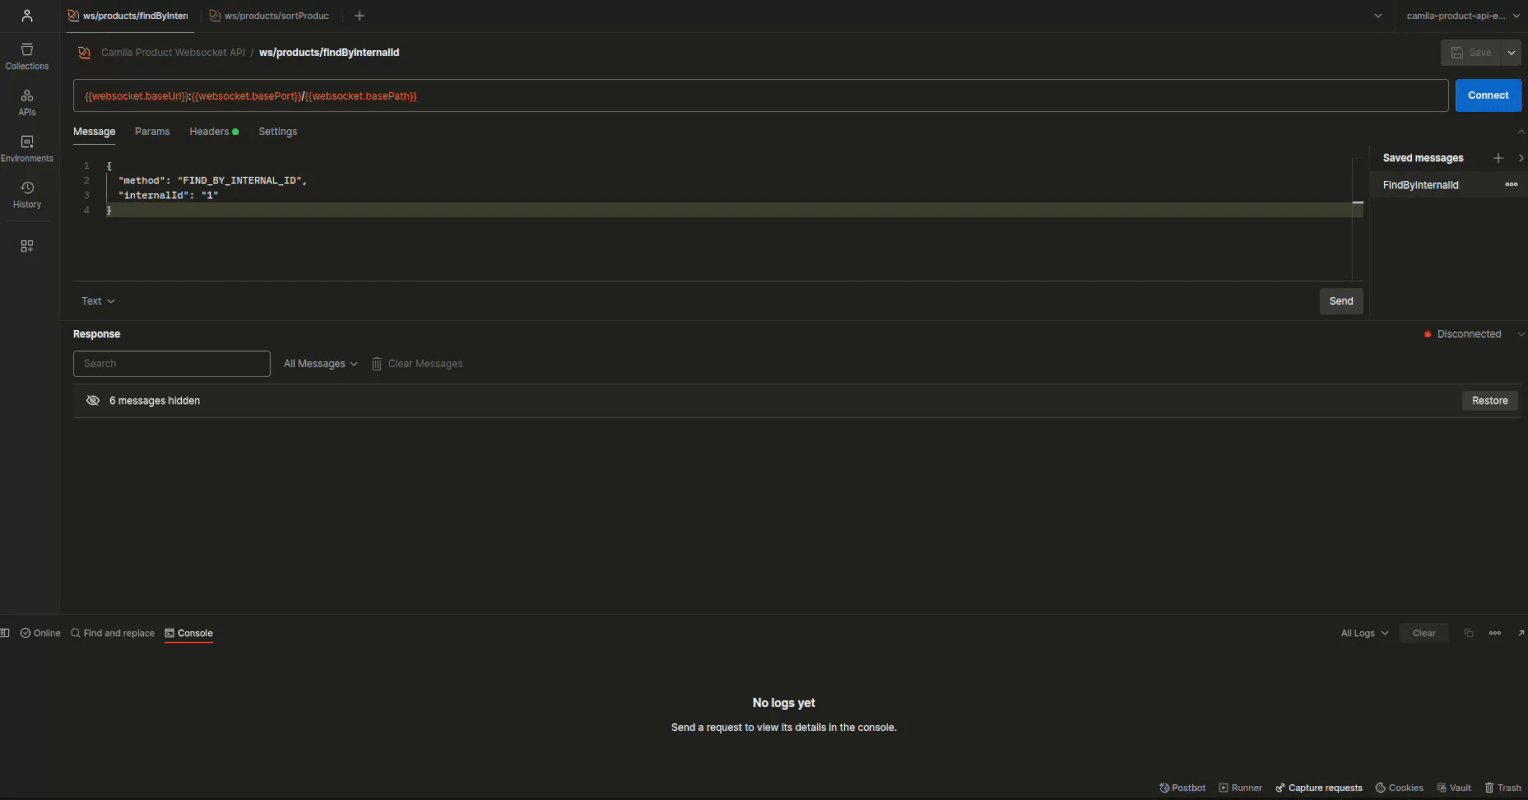 ws/products/findByIntern
ws/products/sortProduc
camila-product-api-e...
Collections
APIs
Environments
History
Camila Product Websocket API / ws/products/findByInternalId
Save
{{websocket.baseUrl}}:{{websocket.basePort}}/{{websocket.basePath}}
Connect
Message Params Headers Settings
1 {
2 "method": "FIND_BY_INTERNAL_ID",
3 "internalId": "1"
4 }
Saved messages
FindByInternalId
Text
Send
Response
Disconnected
Search
All Messages
Clear Messages
6 messages hidden
Restore
Online
Find and replace
Console
All Logs
Clear
No logs yet
Send a request to view its details in the console.
Postbot
Runner
Capture requests
Cookies
Vault
Trash